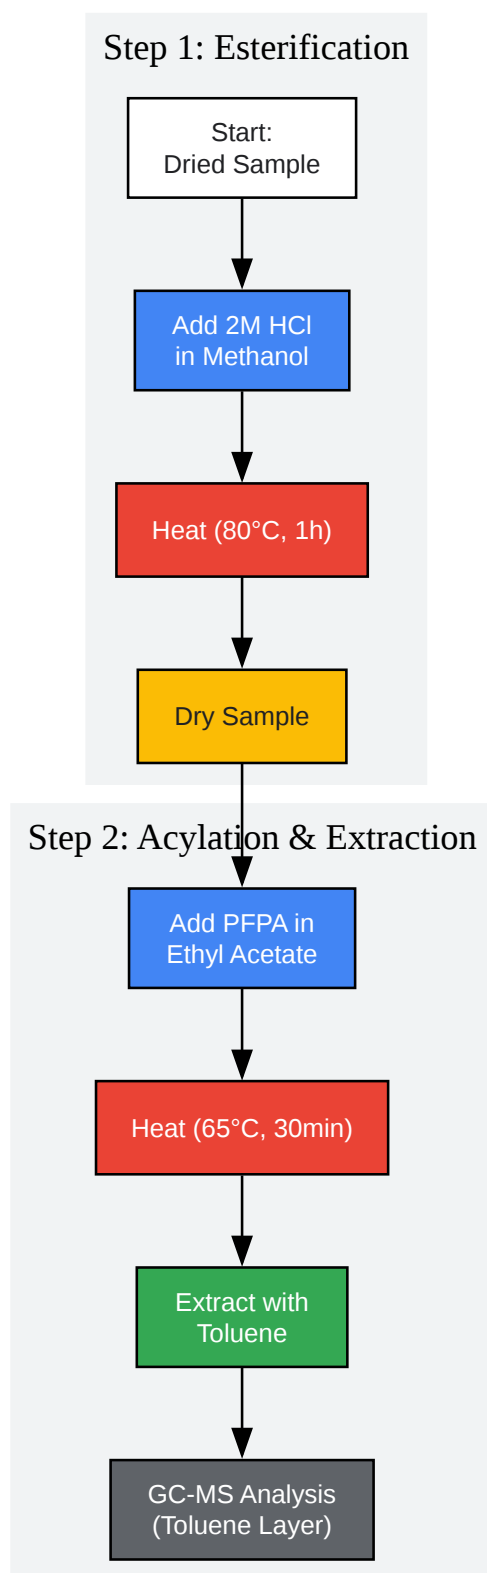 Step 1: Esterification
Start:
Dried Sample
Add 2M HCl
in Methanol
Heat (80°C, 1h)
Dry Sample
Step 2: Acylation & Extraction
Add PFPA in
Ethyl Acetate
Heat (65°C, 30min)
Extract with
Toluene
GC-MS Analysis
(Toluene Layer)